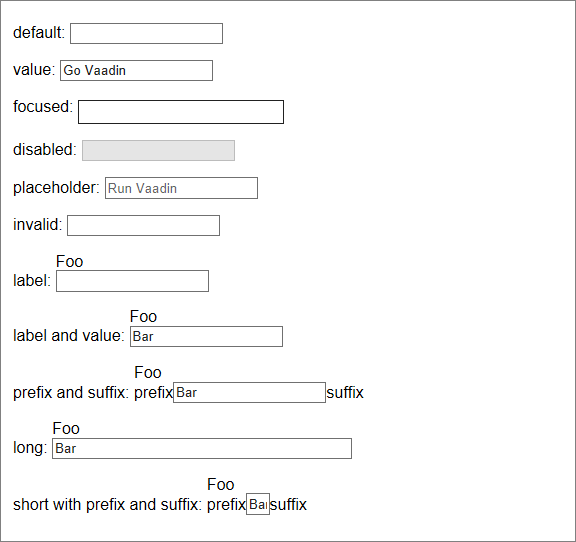 default:
value: Go Vaadin
focused:
disabled:
placeholder: Run Vaadin
invalid:
Foo
label:
Foo
label and value: Bar
Foo
prefix and suffix: prefix Bar suffix
Foo
long: Bar
Foo
short with prefix and suffix: prefix Bar suffix